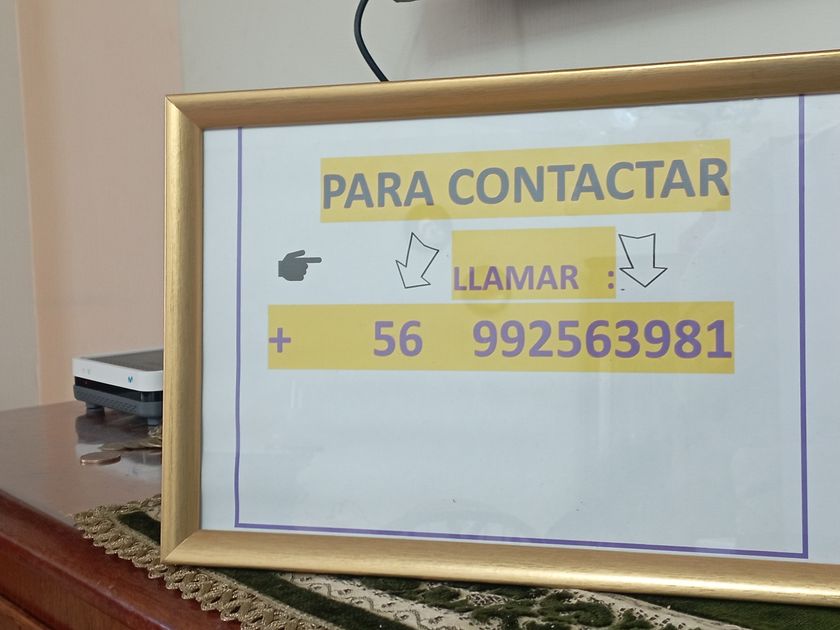 PARA CONTACTAR
LLAMAR :
+ 56 992563981